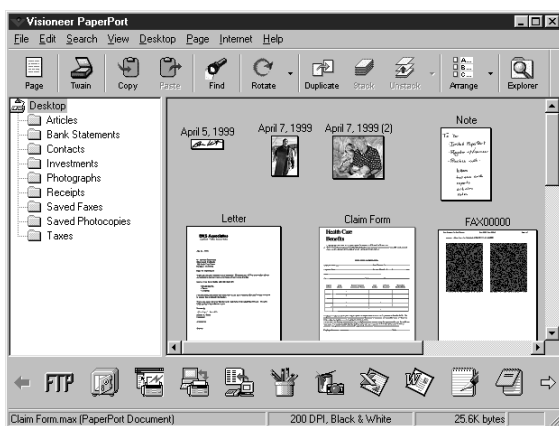 Visioneer PaperPort
File Edit Search View Desktop Page Internet Help
Page Twain Copy Paste Find Rotate Duplicate Stack Unstack Arrange Explorer
Desktop
Articles
Bank Statements
Contacts
Investments
Photographs
Receipts
Saved Faxes
Saved Photocopies
Taxes
April 5, 1999
April 7, 1999
April 7, 1999 (2)
Note
Letter
Claim Form
FAX00000
Health Care
Benefits
FTP
Claim Form.max (PaperPort Document)
200 DPI, Black & White
25.6K bytes